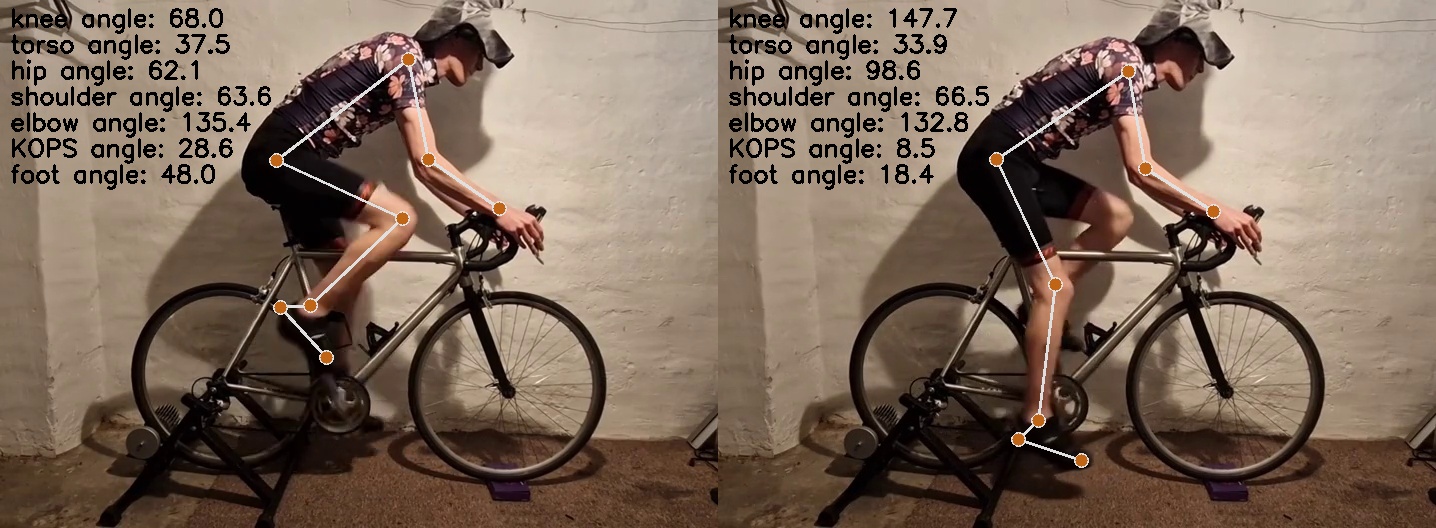 knee angle: 68.0
torso angle: 37.5
hip angle: 62.1
shoulder angle: 63.6
elbow angle: 135.4
KOPS angle: 28.6
foot angle: 48.0
knee angle: 147.7
torso angle: 33.9
hip angle: 98.6
shoulder angle: 66.5
elbow angle: 132.8
KOPS angle: 8.5
foot angle: 18.4